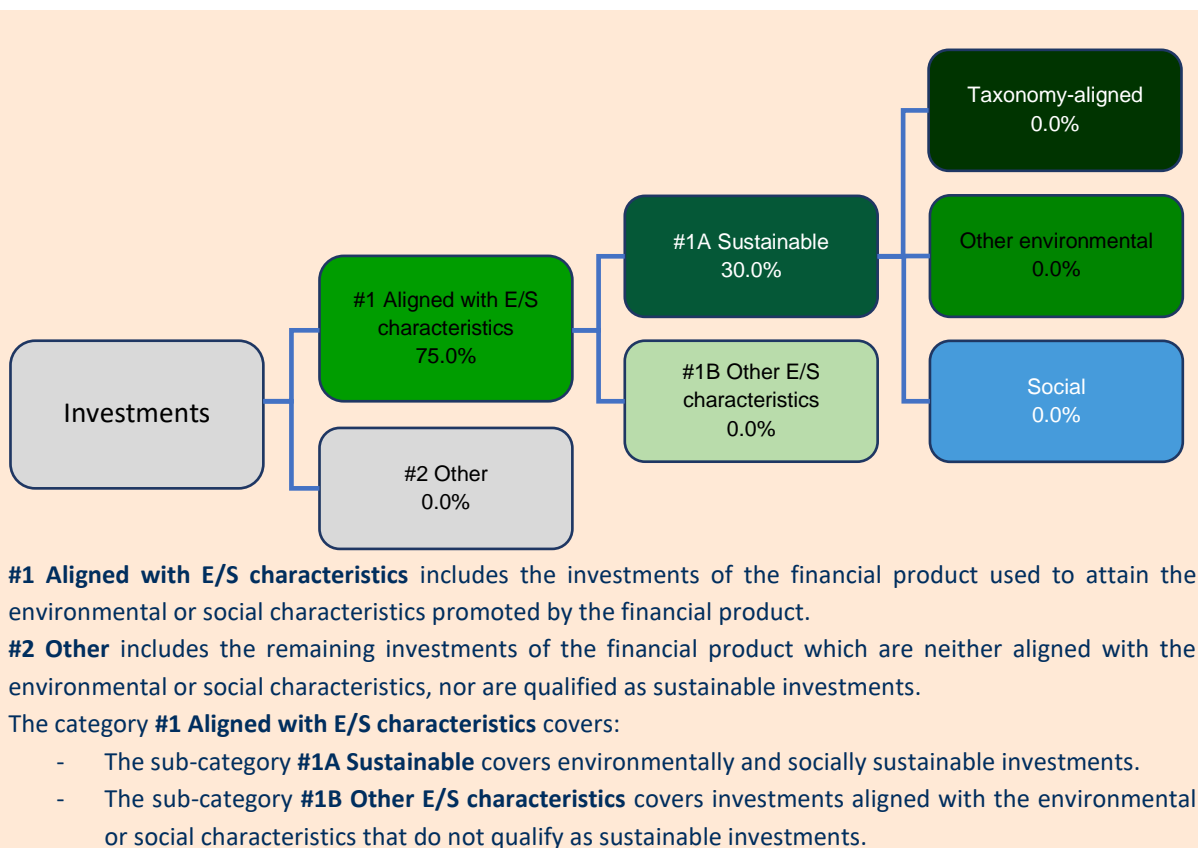 Taxonomy-aligned
0.0%
#1A Sustainable
30.0%
Other environmental
0.0%
#1 Aligned with E/S
characteristics
75.0%
#1B Other E/S
characteristics
0.0%
Social
0.0%
Investments
#2 Other
0.0%
#1 Aligned with E/S characteristics includes the investments of the financial product used to attain the
environmental or social characteristics promoted by the financial product.
#2 Other includes the remaining investments of the financial product which are neither aligned with the
environmental or social characteristics, nor are qualified as sustainable investments.
The category #1 Aligned with E/S characteristics covers:
- The sub-category #1A Sustainable covers environmentally and socially sustainable investments.
- The sub-category #1B Other E/S characteristics covers investments aligned with the environmental
or social characteristics that do not qualify as sustainable investments.